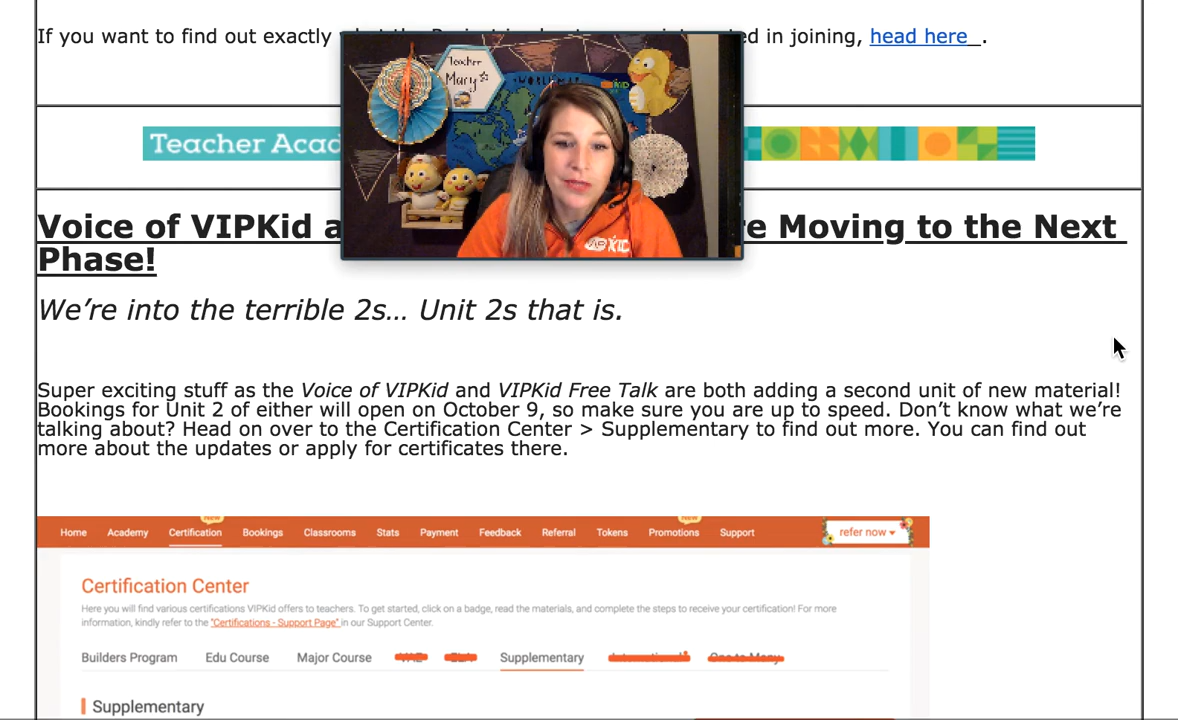 If you want to find out exactly
ed in joining, head here .
Teacher
Mary
Teacher Acad
Voice of VIPKid a
re Moving to the Next
Phase!
We’re into the terrible 2s... Unit 2s that is.
Super exciting stuff as the Voice of VIPKid and VIPKid Free Talk are both adding a second unit of new material!
Bookings for Unit 2 of either will open on October 9, so make sure you are up to speed. Don’t know what we’re
talking about? Head on over to the Certification Center > Supplementary to find out more. You can find out
more about the updates or apply for certificates there.
Home Academy Certification Bookings Classrooms Stats Payment Feedback Referral Tokens Promotions Support refer now
Certification Center
Here you will find various certifications VIPKid offers to teachers. To get started, click on a badge, read the materials, and complete the steps to receive your certification! For more
information, kindly refer to the "Certifications - Support Page" in our Support Center.
Builders Program Edu Course Major Course Supplementary
Supplementary